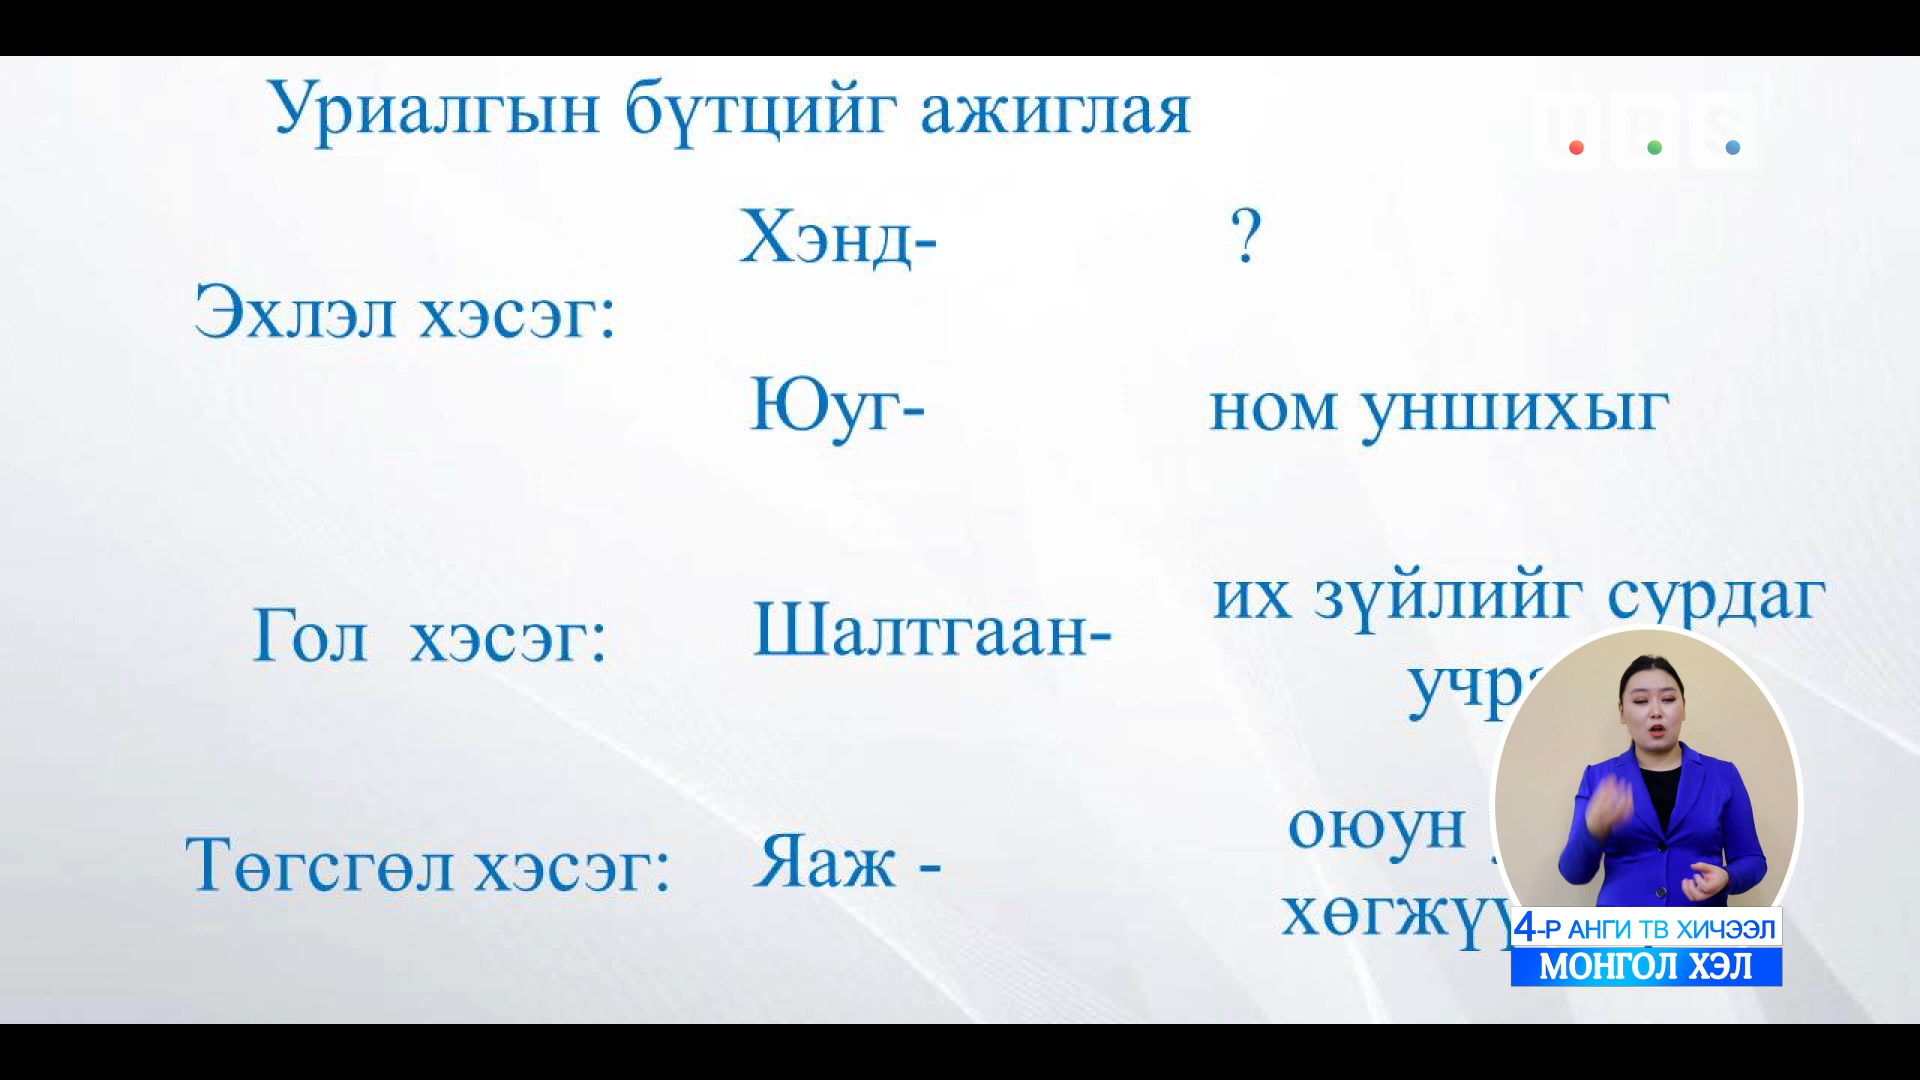 Уриалгын бүтцийг ажиглая
UBS
Хэнд- ?
Эхлэл хэсэг:
Юуг- ном уншихыг
их зүйлийг сурдаг
Гол хэсэг: Шалтгаан-
оюун
Төгсгөл хэсэг: Яаж -
4-Р АНГИ ТВ ХИЧЭЭЛ
МОНГОЛ ХЭЛ